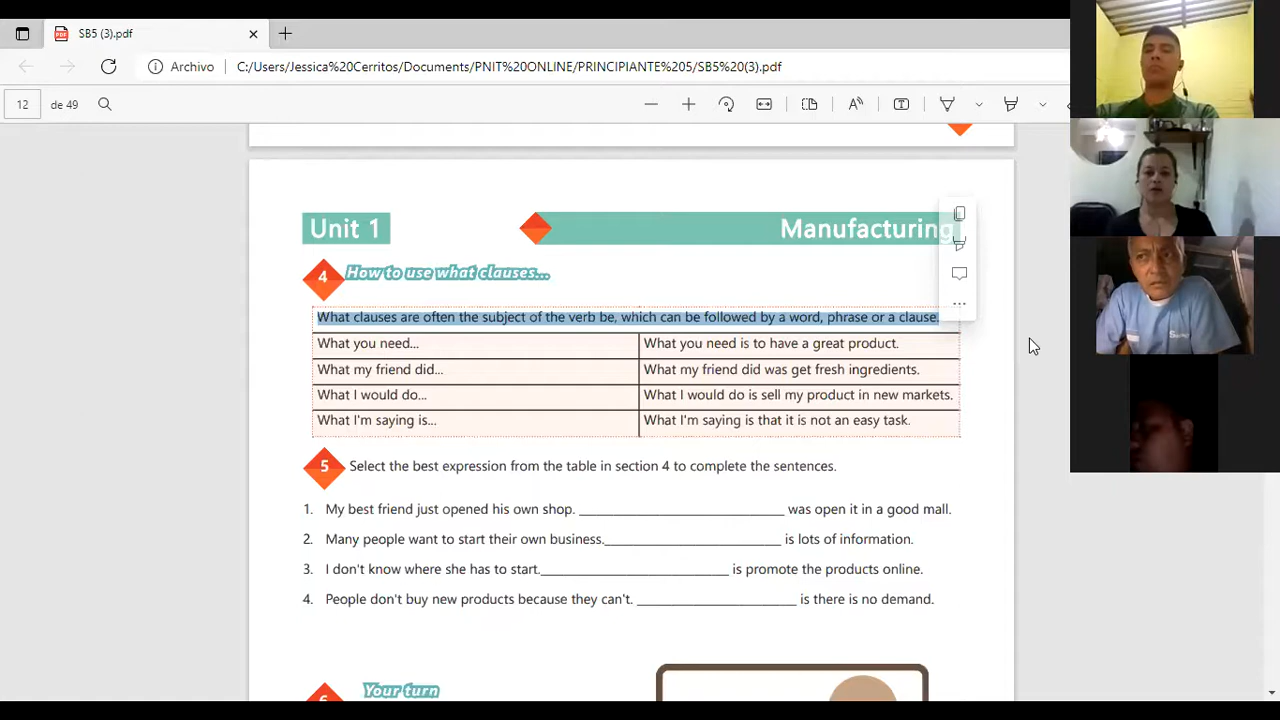 SB5 (3).pdf
Archivo
C:/Users/Jessica%20Cerritos/Documents/PNIT%20ONLINE/PRINCIPIANTE%205/SB5%20(3).pdf
12 de 49
Unit 1
Manufacturing
4 How to use what clauses...
What clauses are often the subject of the verb be, which can be followed by a word, phrase or a clause.
What you need... What you need is to have a great product.
What my friend did... What my friend did was get fresh ingredients.
What I would do... What I would do is sell my product in new markets.
What I'm saying is... What I'm saying is that it is not an easy task.
5 Select the best expression from the table in section 4 to complete the sentences.
1. My best friend just opened his own shop. ____________________________ was open it in a good mall.
2. Many people want to start their own business.________________________ is lots of information.
3. I don't know where she has to start.__________________________ is promote the products online.
4. People don't buy new products because they can't. ______________________ is there is no demand.
Your turn